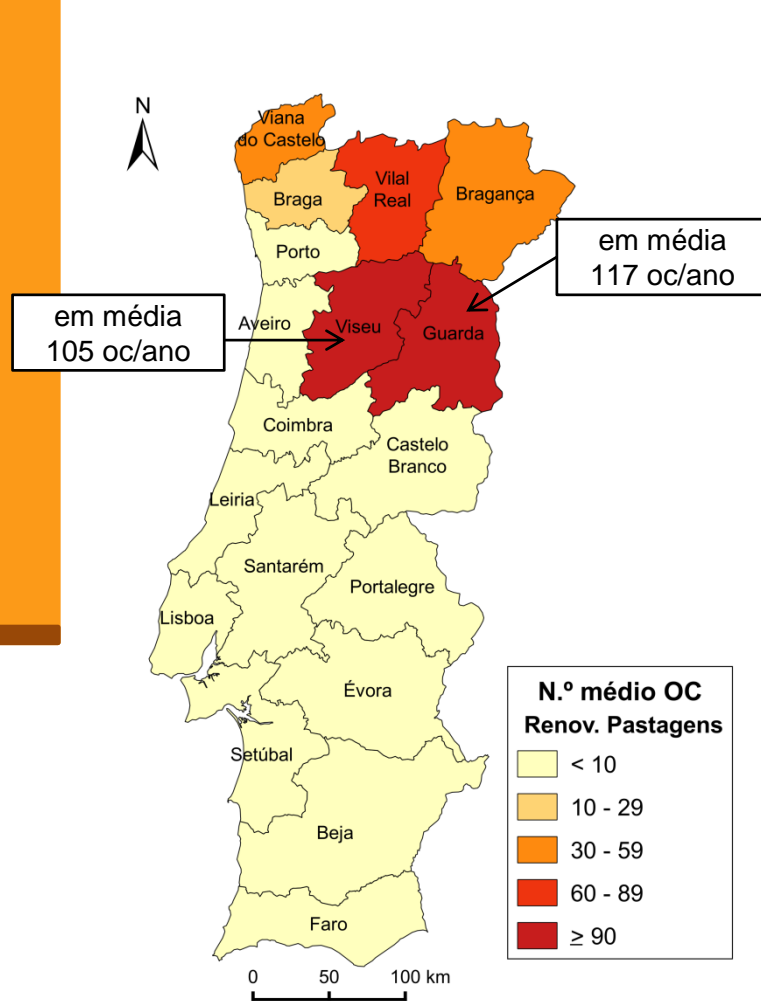 N
Viana
do Castelo
Braga
Vilal
Real
Bragança
Porto
em média
117 oc/ano
em média
105 oc/ano
Aveiro
Viseu
Guarda
Coimbra
Castelo
Branco
Leiria
Santarém
Portalegre
Lisboa
Évora
Setúbal
Beja
Faro
N.º médio OC
Renov. Pastagens
< 10
10 - 29
30 - 59
60 - 89
≥ 90
0 50 100 km